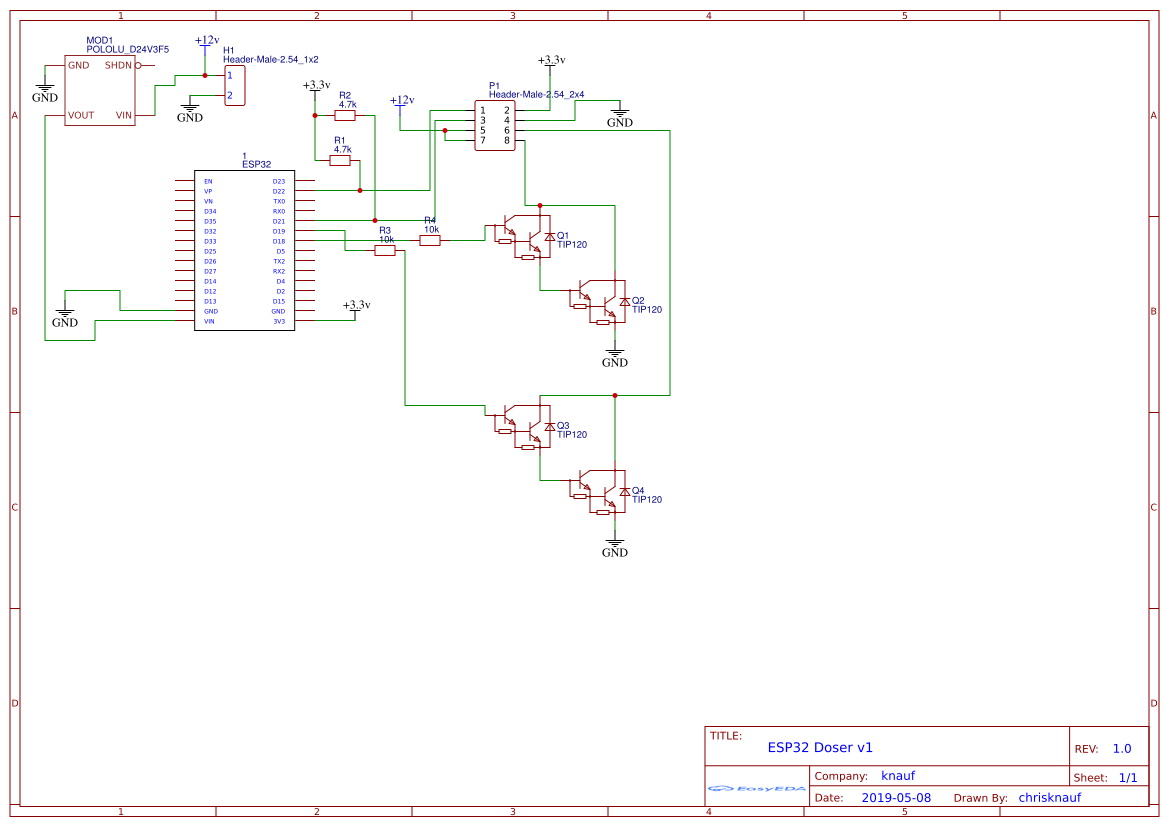 1 2 3 4 5
A A
B B
C C
D D
MOD1
POLOLU_D24V3F5
GND SHDN
VOUT VIN
GND
+12v
H1
Header-Male-2.54_1x2
1
2
GND
+3.3v
R2
4.7k
R1
4.7k
+12v
+3.3v
P1
Header-Male-2.54_2x4
1 2
3 4
5 6
7 8
GND
1
ESP32
EN D23
VP D22
VN TX0
D34 RX0
D35 D21
D32 D19
D33 D18
D25 D5
D26 TX2
D27 RX2
D14 D4
D12 D2
D13 D15
GND GND
VIN 3V3
GND
+3.3v
R3
10k
R4
10k
Q1
TIP120
Q2
TIP120
GND
Q3
TIP120
Q4
TIP120
GND
TITLE:
ESP32 Doser v1
REV: 1.0
EasyEDA
Company: knauf
Sheet: 1/1
Date: 2019-05-08 Drawn By: chrisknauf
1 2 3 4 5